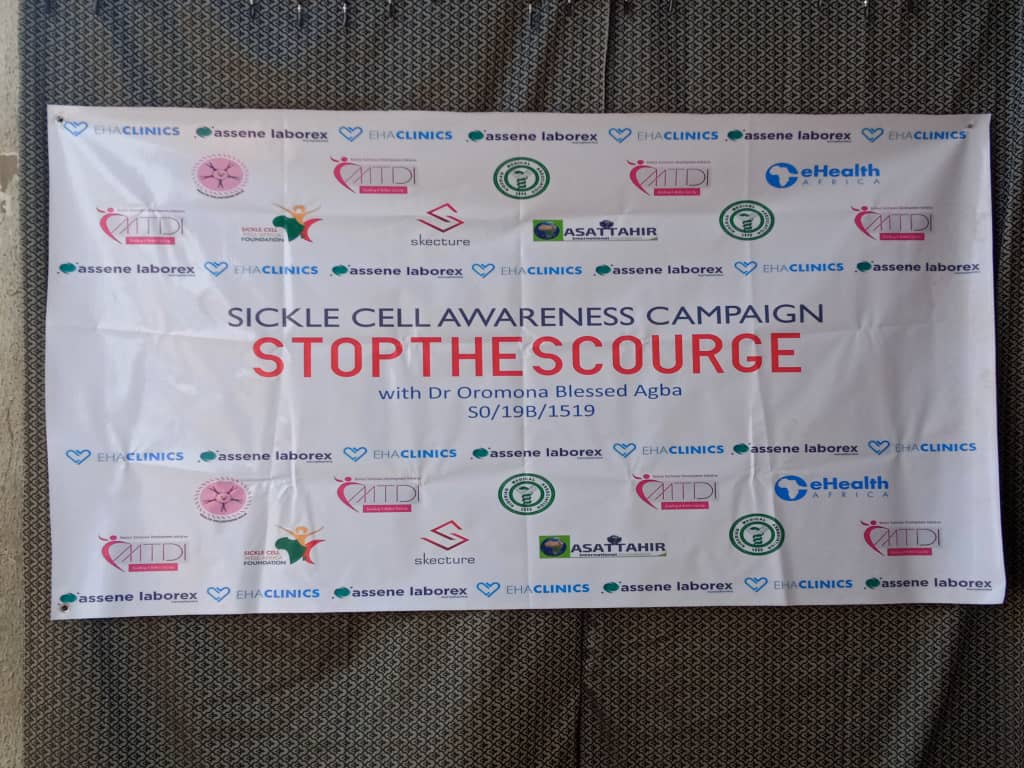 EHACLINICS assene laborex EHACLINICS assene laborex EHACLINICS assene laborex EHACLINICS
MTDI MTDI eHealth
AFRICA
MTDI SICKLE CELL skecture ASATTAHIR MTDI
FOUNDATION International
assene laborex EHACLINICS assene laborex EHACLINICS assene laborex EHACLINICS assene laborex
SICKLE CELL AWARENESS CAMPAIGN
STOPTHESCOURGE
with Dr Oromona Blessed Agba
S0/19B/1519
EHACLINICS assene laborex EHACLINICS assene laborex EHACLINICS assene laborex EHACLINICS
MTDI MTDI eHealth
AFRICA
MTDI SICKLE CELL skecture ASATTAHIR MTDI
FOUNDATION International
assene laborex EHACLINICS assene laborex EHACLINICS assene laborex EHACLINICS assene laborex